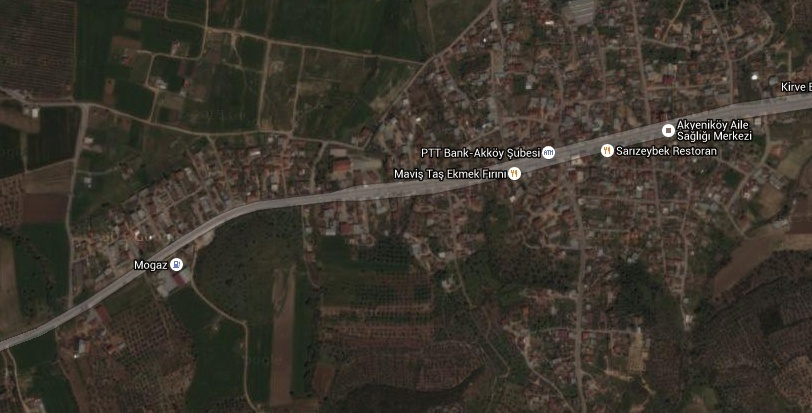 Kirve
Akyeniköy Aile
Sağlığı Merkezi
PTT Bank-Akköy Şubesi
Sarızeybek Restoran
Maviş Taş Ekmek Fırını
Mogaz